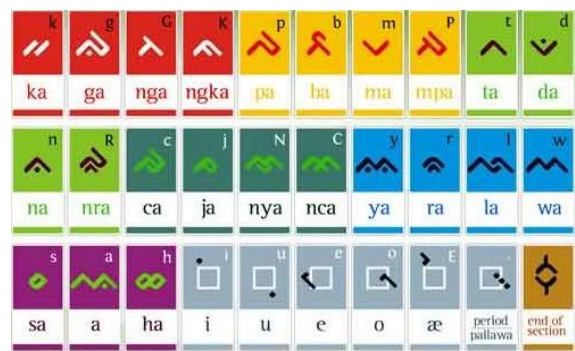 k g G K p b m P t d
ᨀ ᨁ ᨂ ᨃ ᨄ ᨅ ᨆ ᨇ ᨈ ᨉ
ka ga nga ngka pa ba ma mpa ta da
n R c j N C y r l w
ᨊ ᨋ ᨌ ᨍ ᨎ ᨏ ᨐ ᨑ ᨒ ᨓ
na nra ca ja nya nca ya ra la wa
s a h i u e o E .
ᨔ ᨕ ᨖ ◌ᨗ ◌ᨘ ◌ᨙ ◌ᨚ ◌ᨛ ᨞ ᨟
sa a ha i u e o æ period end of
pallawa section